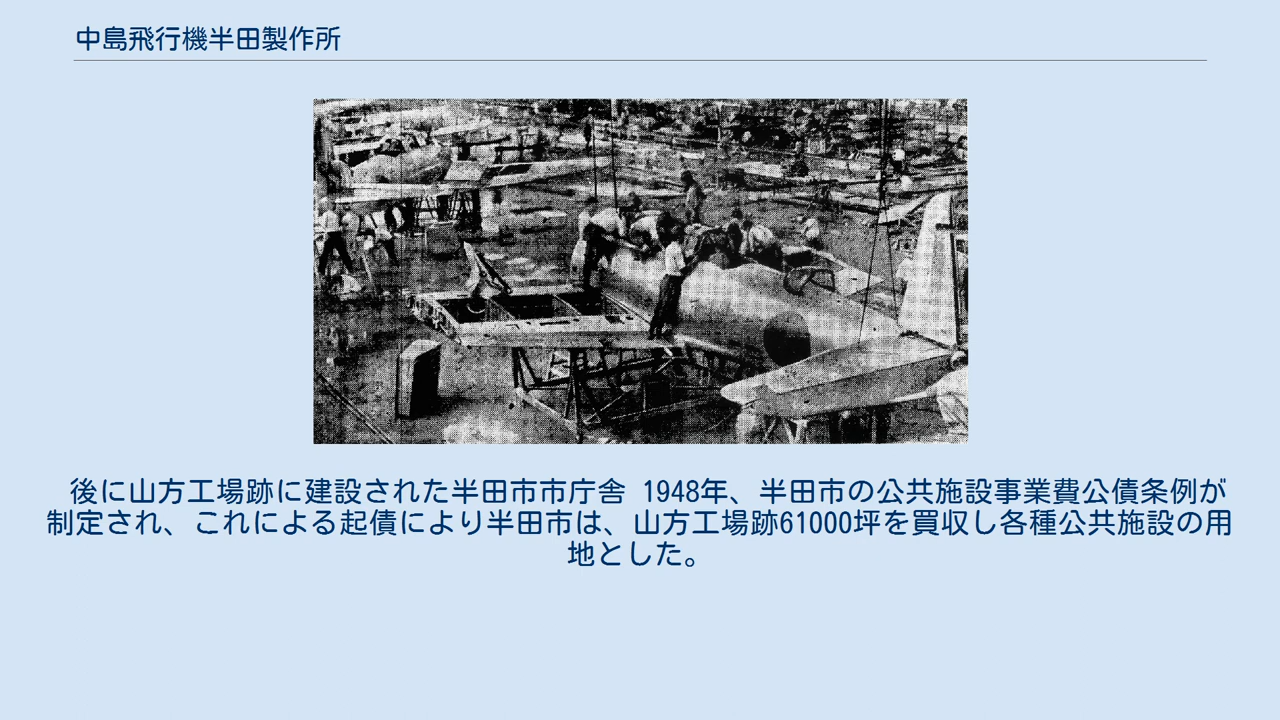 中島飛行機半田製作所
後に山方工場跡に建設された半田市市庁舎 1948年、半田市の公共施設事業費公債条例が
制定され、これによる起債により半田市は、山方工場跡61000坪を買収し各種公共施設の用
地とした。